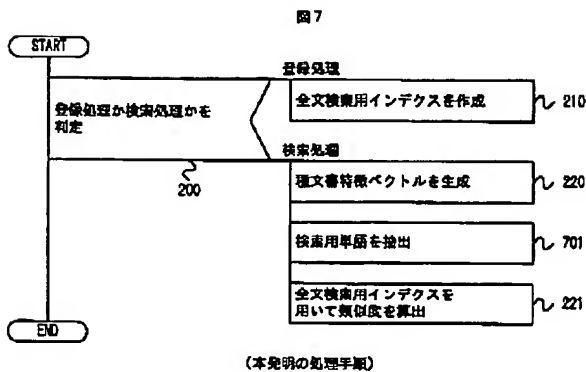 図7
START
登録処理
登録処理か検索処理かを
判定
全文検索用インデクスを作成
210
検索処理
200
種文書特徴ベクトルを生成
220
検索用単語を抽出
701
全文検索用インデクスを
用いて類似度を算出
221
END
(本発明の処理手順)